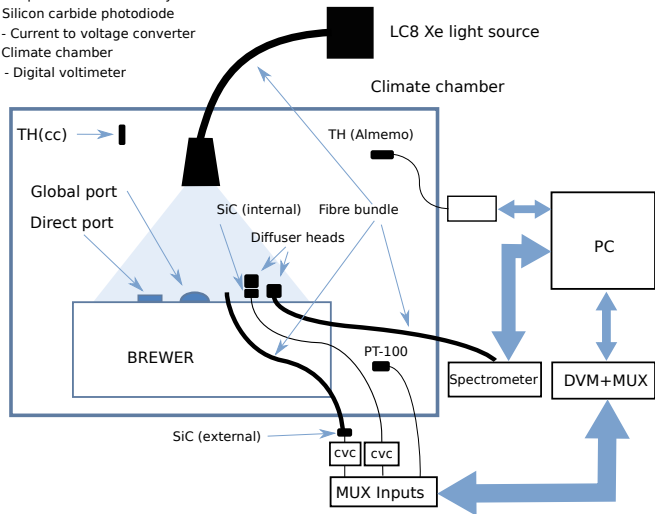 Silicon carbide photodiode
- Current to voltage converter
Climate chamber
- Digital voltimeter
LC8 Xe light source
Climate chamber
TH(cc)
TH (Almemo)
Global port
SiC (internal)
Fibre bundle
Direct port
Diffuser heads
PC
BREWER
PT-100
Spectrometer
DVM+MUX
SiC (external)
cvc
cvc
MUX Inputs